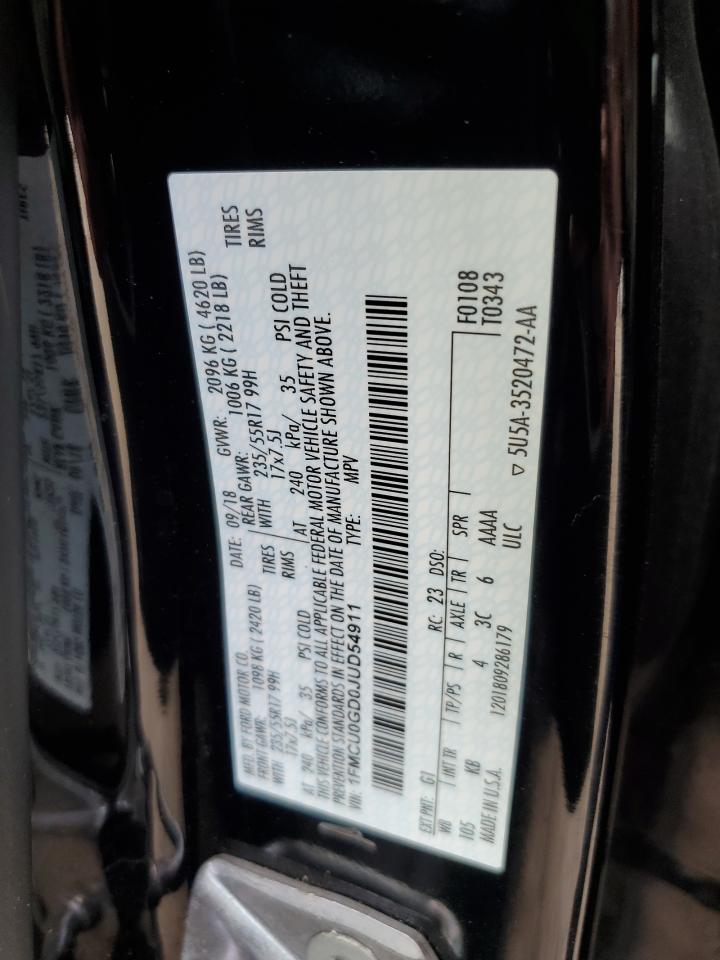 MFD. BY FORD MOTOR CO. DATE: 09/18 GVWR: 2096 KG ( 4620 LB)
FRONT GAWR: 1098 KG ( 2420 LB) REAR GAWR: 1006 KG ( 2218 LB)
WITH 235/55R17 99H TIRES WITH 235/55R17 99H TIRES
17x7.5J RIMS 17x7.5J RIMS
AT 240 kPa/ 35 PSI COLD AT 240 kPa/ 35 PSI COLD
THIS VEHICLE CONFORMS TO ALL APPLICABLE FEDERAL MOTOR VEHICLE SAFETY AND THEFT
PREVENTION STANDARDS IN EFFECT ON THE DATE OF MANUFACTURE SHOWN ABOVE.
VIN: 1FMCU0GD0JUD54911 TYPE: MPV
EXT PNT: G1 RC: 23 DSO:
WB INT TR TP/PS R AXLE TR SPR F0108
105 KB 4 3C 6 AAAA T0343
MADE IN U.S.A. 1201809286179 ULC ▽ 5U5A-3520472-AA